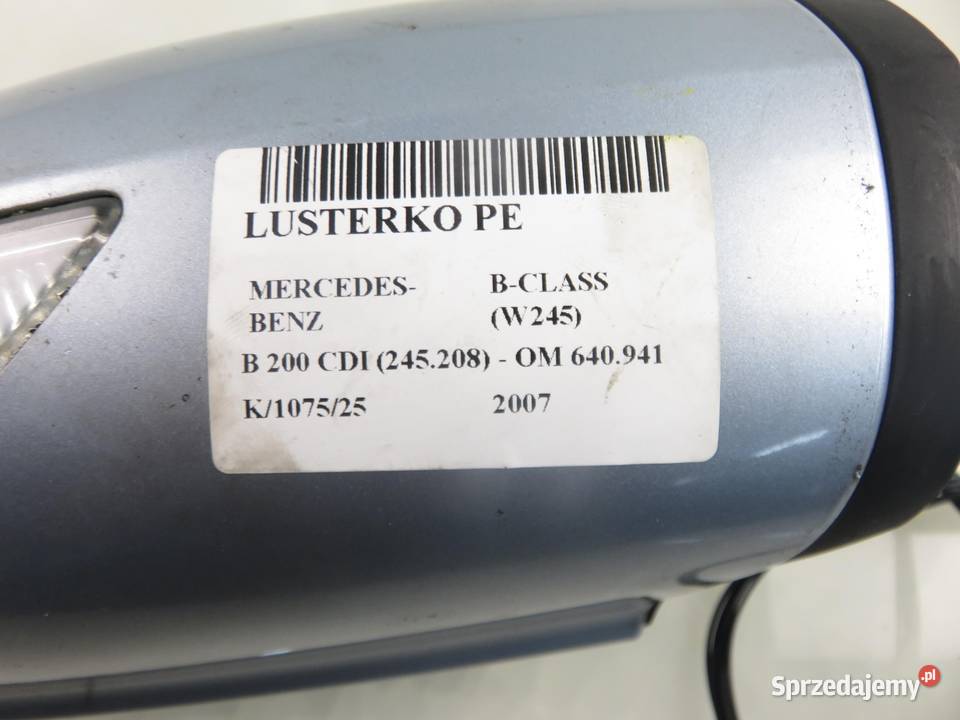 LUSTERKO PE
MERCEDES-BENZ B-CLASS (W245)
B 200 CDI (245.208) - OM 640.941
K/1075/25 2007
Sprzedajemy.pl